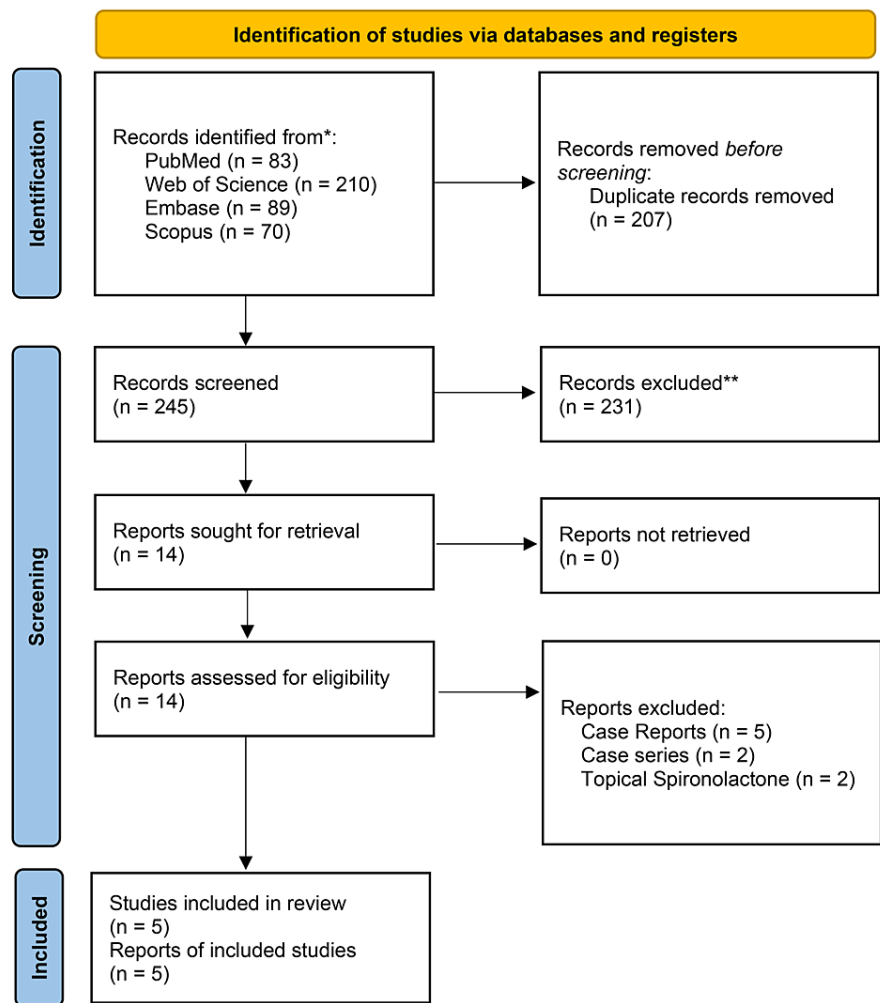 Identification of studies via databases and registers
Identification
Records identified from*:
PubMed (n = 83)
Web of Science (n = 210)
Embase (n = 89)
Scopus (n = 70)
Records removed before
screening:
Duplicate records removed
(n = 207)
Screening
Records screened
(n = 245)
Records excluded**
(n = 231)
Reports sought for retrieval
(n = 14)
Reports not retrieved
(n = 0)
Reports assessed for eligibility
(n = 14)
Reports excluded:
Case Reports (n = 5)
Case series (n = 2)
Topical Spironolactone (n = 2)
Included
Studies included in review
(n = 5)
Reports of included studies
(n = 5)